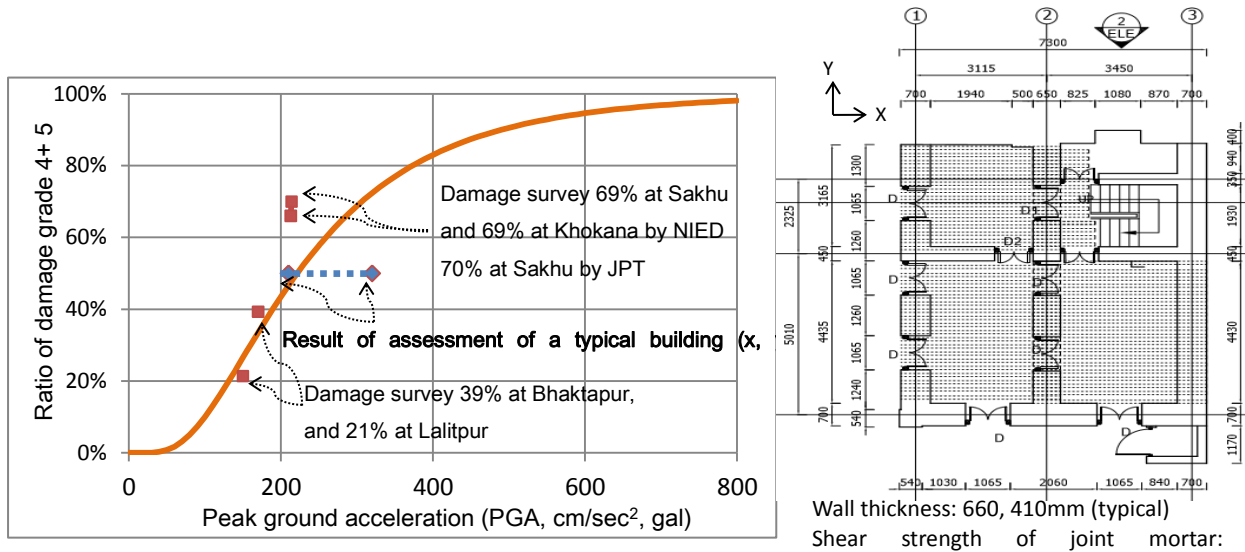 100%
80%
60%
40%
20%
0%
Ratio of damage grade 4+ 5
0 200 400 600 800
Peak ground acceleration (PGA, cm/sec², gal)
Damage survey 69% at Sakhu
and 69% at Khokana by NIED
70% at Sakhu by JPT
Result of assessment of a typical building (x,
Damage survey 39% at Bhaktapur,
and 21% at Lalitpur
1 2 3
2
ELE
7300
3115 3450
700 1940 500 650 825 1080 870 700
Y
X
2325
5010
3165
450
4435
700
1300
1065
1260
1065
1260
1065
1240
540
400
940
350
1930
450
4430
700
1170
D
D1
UP
D2
D
D
D
D
D
D
540 1030 1065 2060 1065 840 700
Wall thickness: 660, 410mm (typical)
Shear strength of joint mortar: